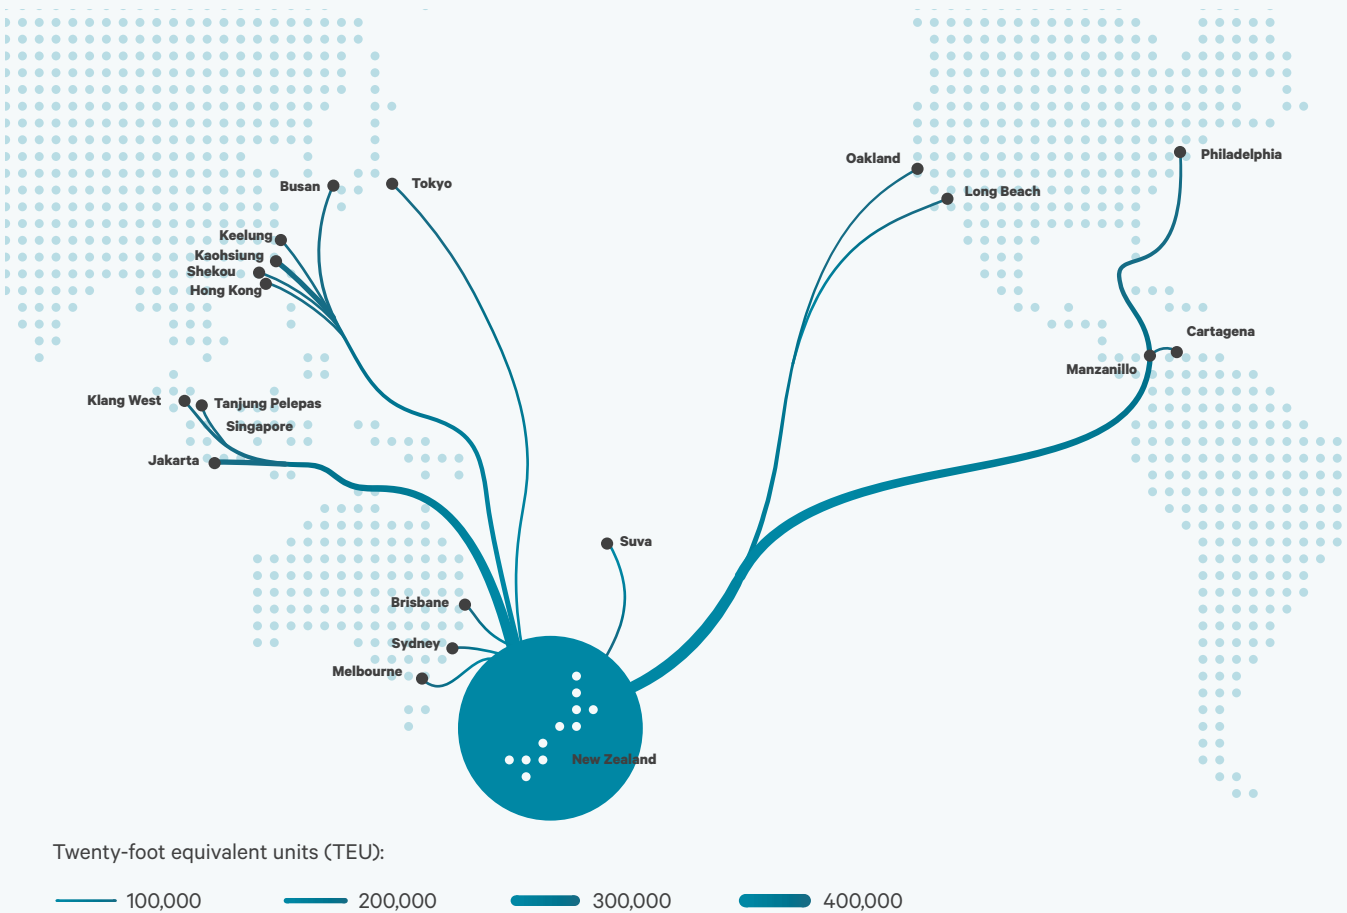 Oakland
Philadelphia
Busan
Tokyo
Long Beach
Keelung
Kaohsiung
Shekou
Hong Kong
Cartagena
Manzanillo
Klang West
Tanjung Pelepas
Singapore
Jakarta
Suva
Brisbane
Sydney
Melbourne
New Zealand
Twenty-foot equivalent units (TEU):
100,000
200,000
300,000
400,000